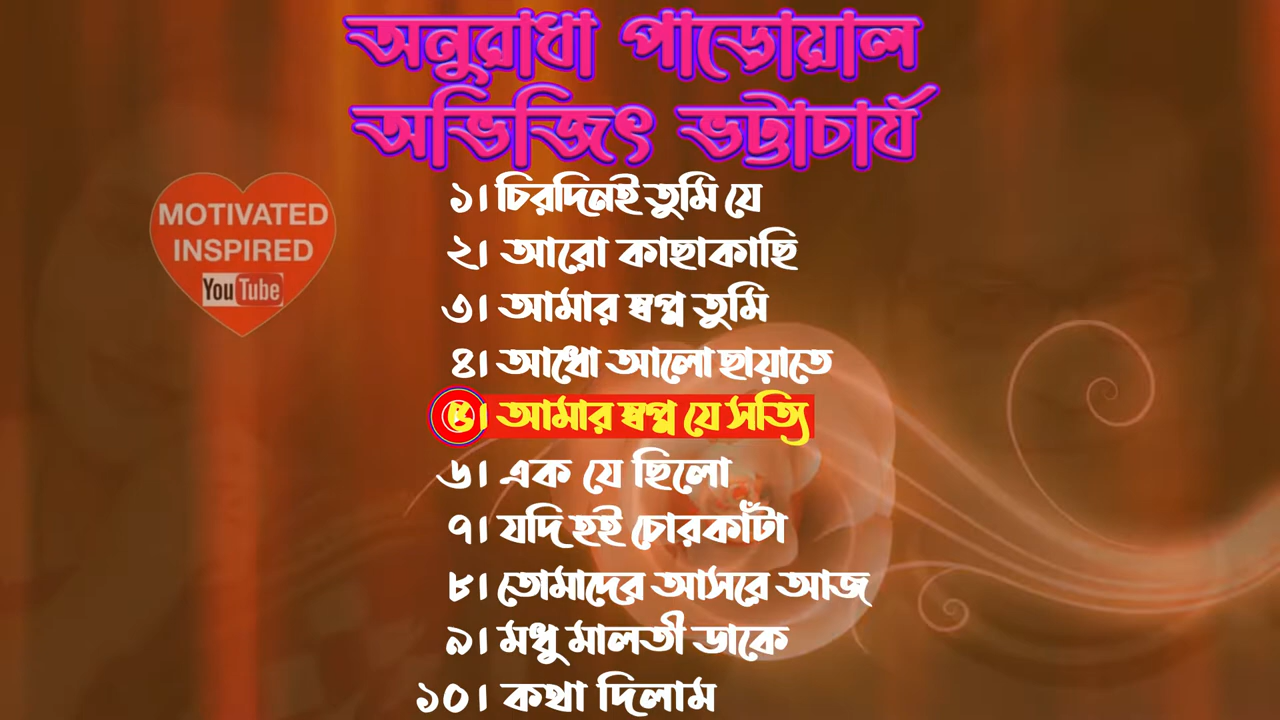 অনুরাধা পাড়োয়াল
অভিজিৎ ভট্টাচার্য
MOTIVATED
INSPIRED
YouTube
১। চিরদিনই তুমি যে
২। আরো কাছাকাছি
৩। আমার স্বপ্ন তুমি
৪। আধো আলো ছায়াতে
৫। আমার স্বপ্ন যে সত্যি
৬। এক যে ছিলো
৭। যদি হই চোরকাঁটা
৮। তোমাদের আসরে আজ
৯। মধু মালতী ডাকে
১০। কথা দিলাম